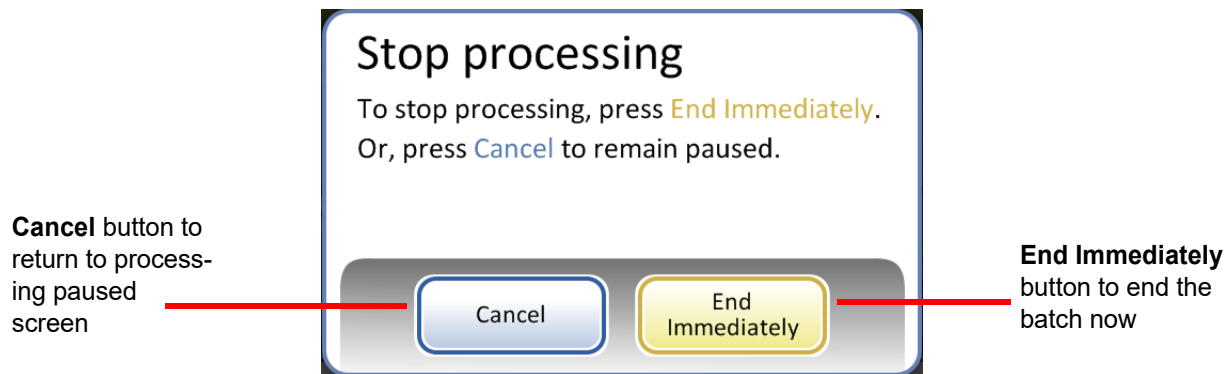 Stop processing
To stop processing, press End Immediately.
Or, press Cancel to remain paused.
Cancel button to
return to process-
ing paused
screen
Cancel
End
Immediately
End Immediately
button to end the
batch now